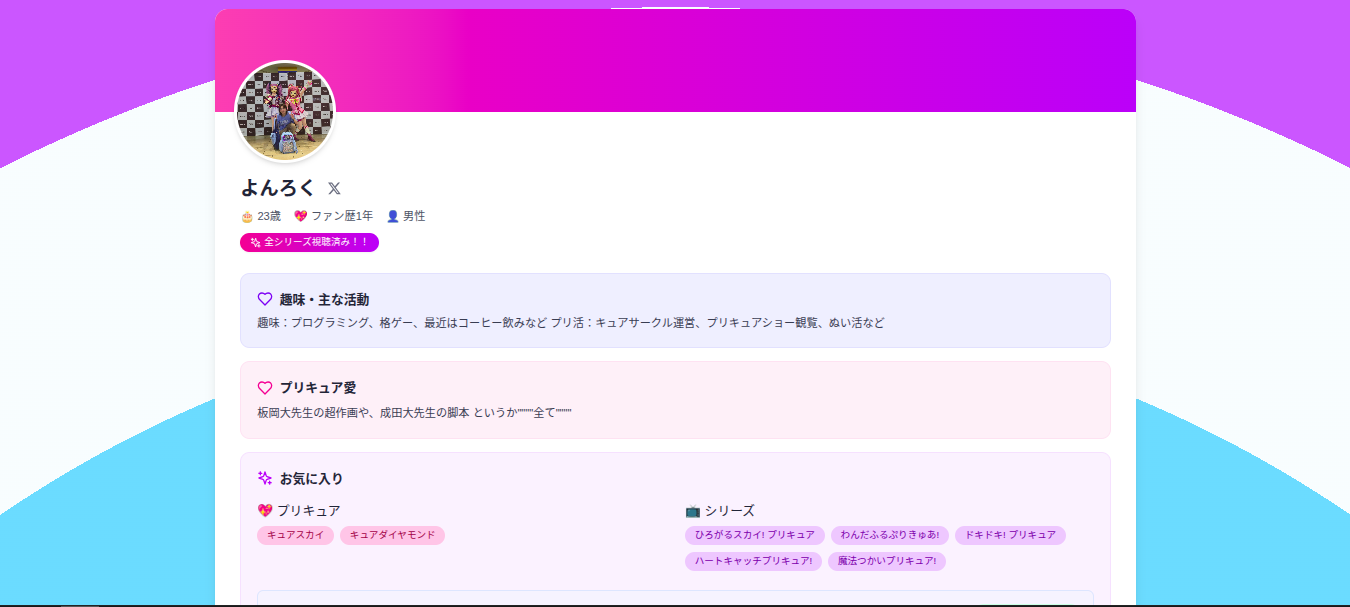 よんろく 𝕏
🎂 23歳 💖 ファン歴1年 👤 男性
全シリーズ視聴済み！！
趣味・主な活動
趣味：プログラミング、格ゲー、最近はコーヒー飲みなど プリ活：キュアサークル運営、プリキュアショー観覧、ぬい活など
プリキュア愛
板岡大先生の超作画や、成田大先生の脚本 というか""""全て""""
お気に入り
💖 プリキュア
キュアスカイ キュアダイヤモンド
📺 シリーズ
ひろがるスカイ! プリキュア わんだふるぷりきゅあ! ドキドキ! プリキュア
ハートキャッチプリキュア! 魔法つかいプリキュア!